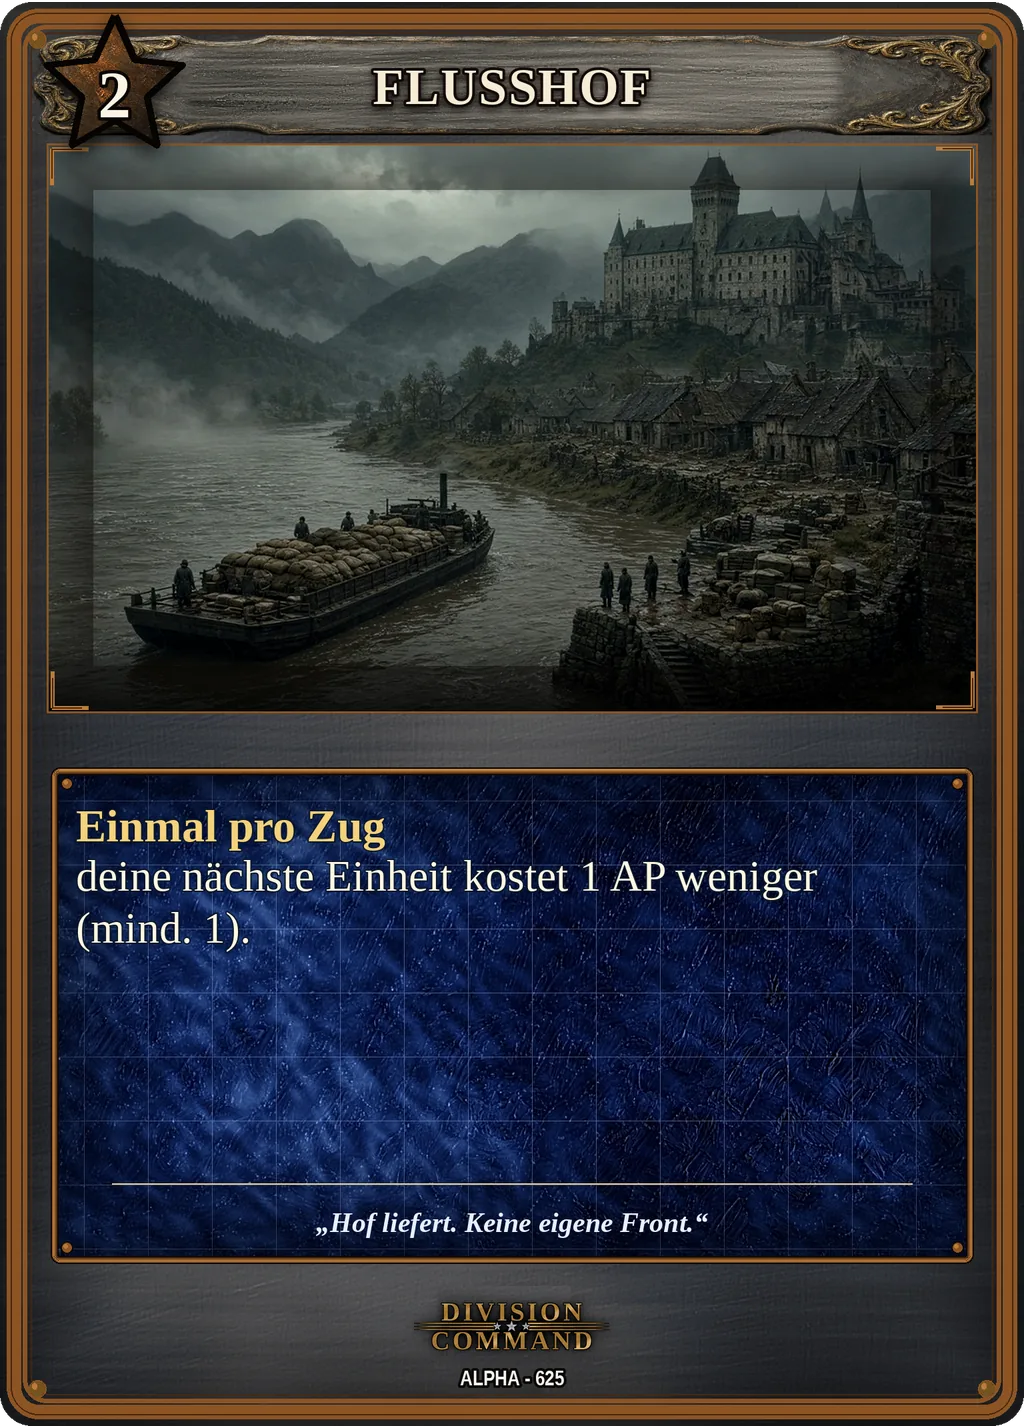 2
FLUSSHOF
Einmal pro Zug
deine nächste Einheit kostet 1 AP weniger
(mind. 1).
„Hof liefert. Keine eigene Front.“
DIVISION
COMMAND
ALPHA - 625